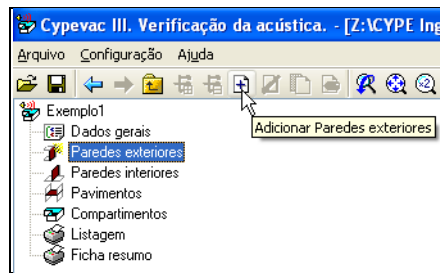 Cypevac III. Verificação da acústica. - [Z:\CYPE Ing
Arquivo Configuração Ajuda
Adicionar Paredes exteriores
Exemplo1
Dados gerais
Paredes exteriores
Paredes interiores
Pavimentos
Compartimentos
Listagem
Ficha resumo